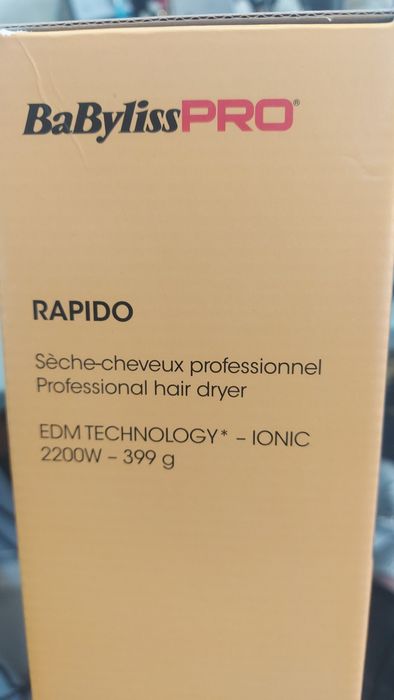 BaBylissPRO®
RAPIDO
Sèche-cheveux professionnel
Professional hair dryer
EDM TECHNOLOGY* – IONIC
2200W – 399 g